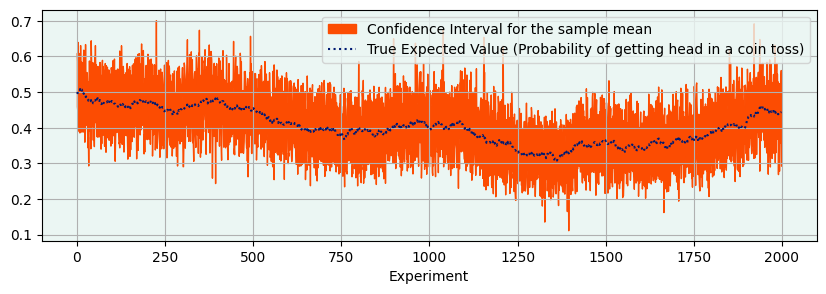 0.7
0.6
0.5
0.4
0.3
0.2
0.1
Confidence Interval for the sample mean
True Expected Value (Probability of getting head in a coin toss)
0 250 500 750 1000 1250 1500 1750 2000
Experiment